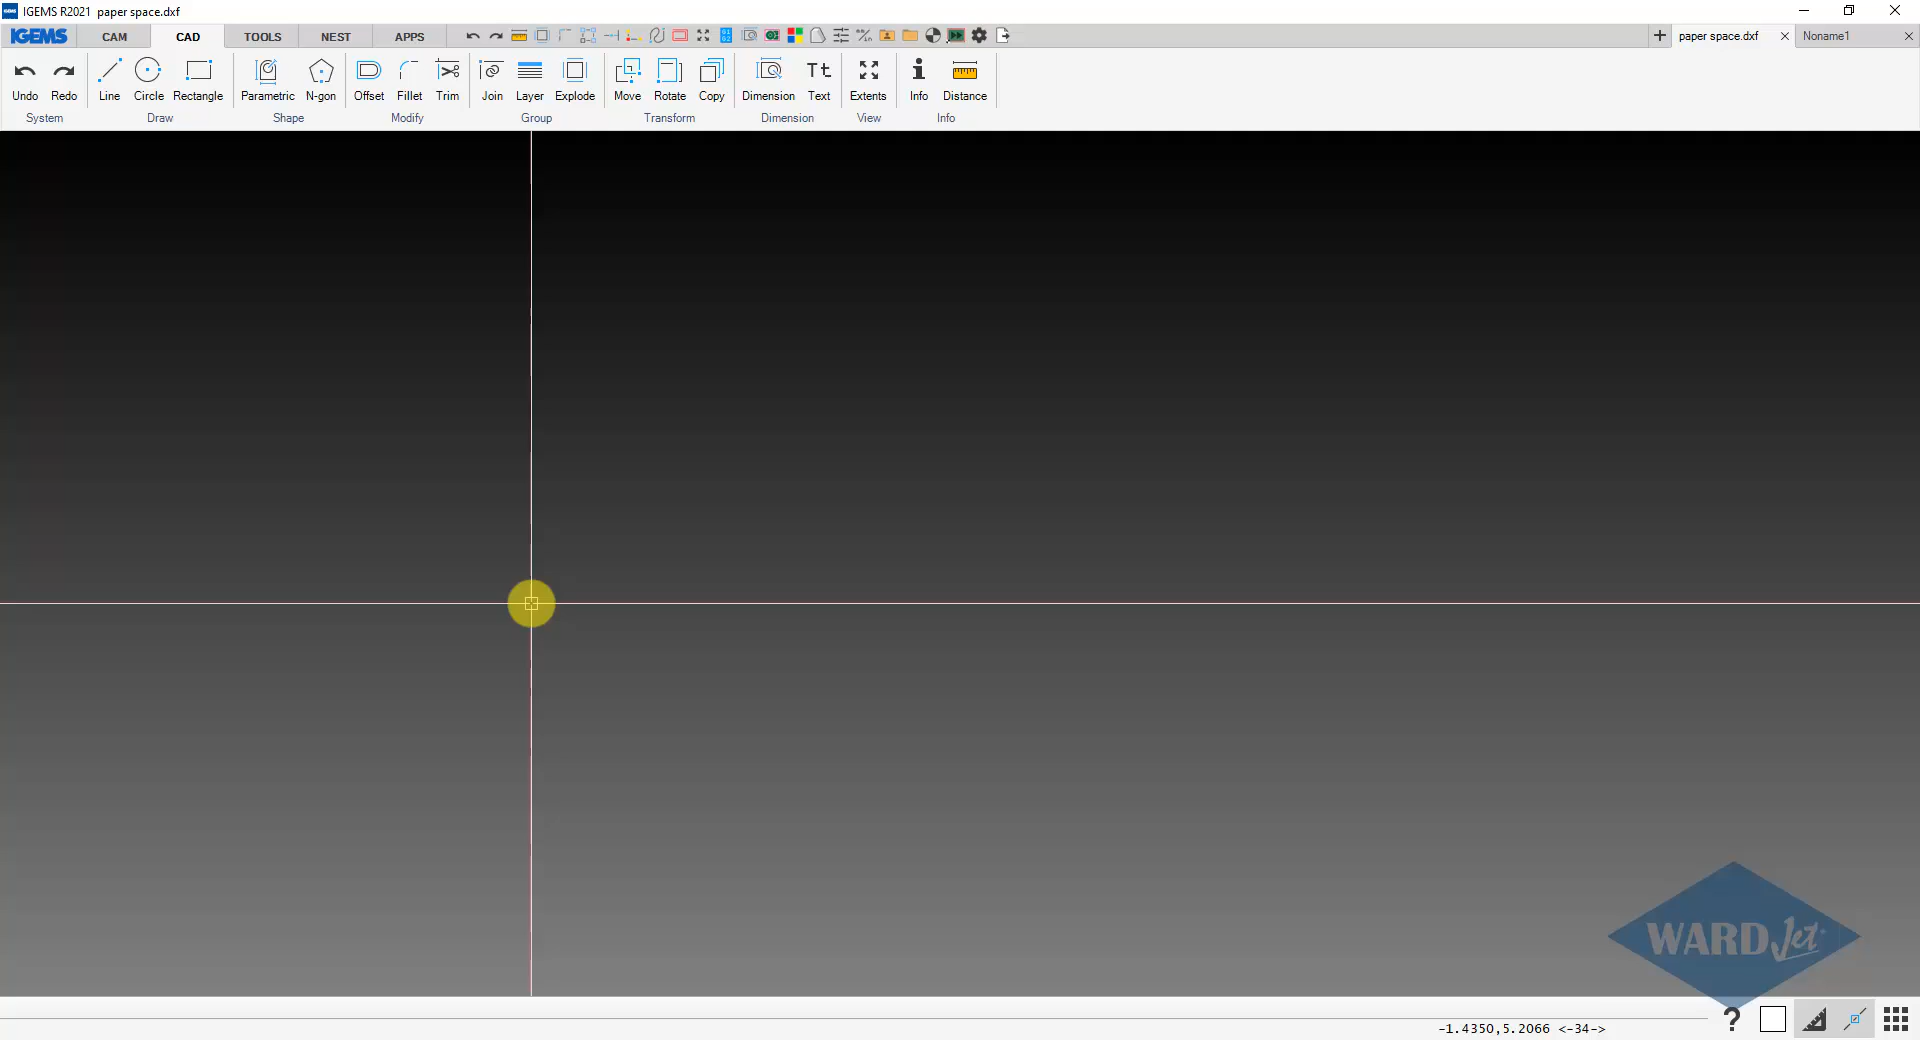 IGEMS R2021 paper space.dxf
IGEMS CAM CAD TOOLS NEST APPS
paper space.dxf Noname1
Tt
Undo Redo Line Circle Rectangle Parametric N-gon Offset Fillet Trim Join Layer Explode Move Rotate Copy Dimension Text Extents Info Distance
System Draw Shape Modify Group Transform Dimension View Info
WARDJet
-1.4350,5.2066 <-34->
?